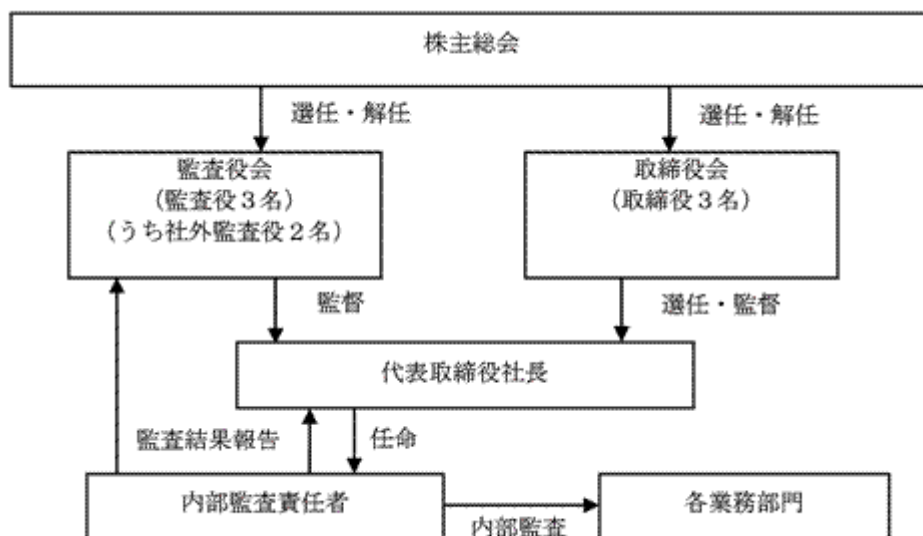 株主総会
選任・解任
選任・解任
監査役会
（監査役３名）
（うち社外監査役２名）
取締役会
（取締役３名）
監督
選任・監督
代表取締役社長
監査結果報告
任命
内部監査責任者
内部監査
各業務部門